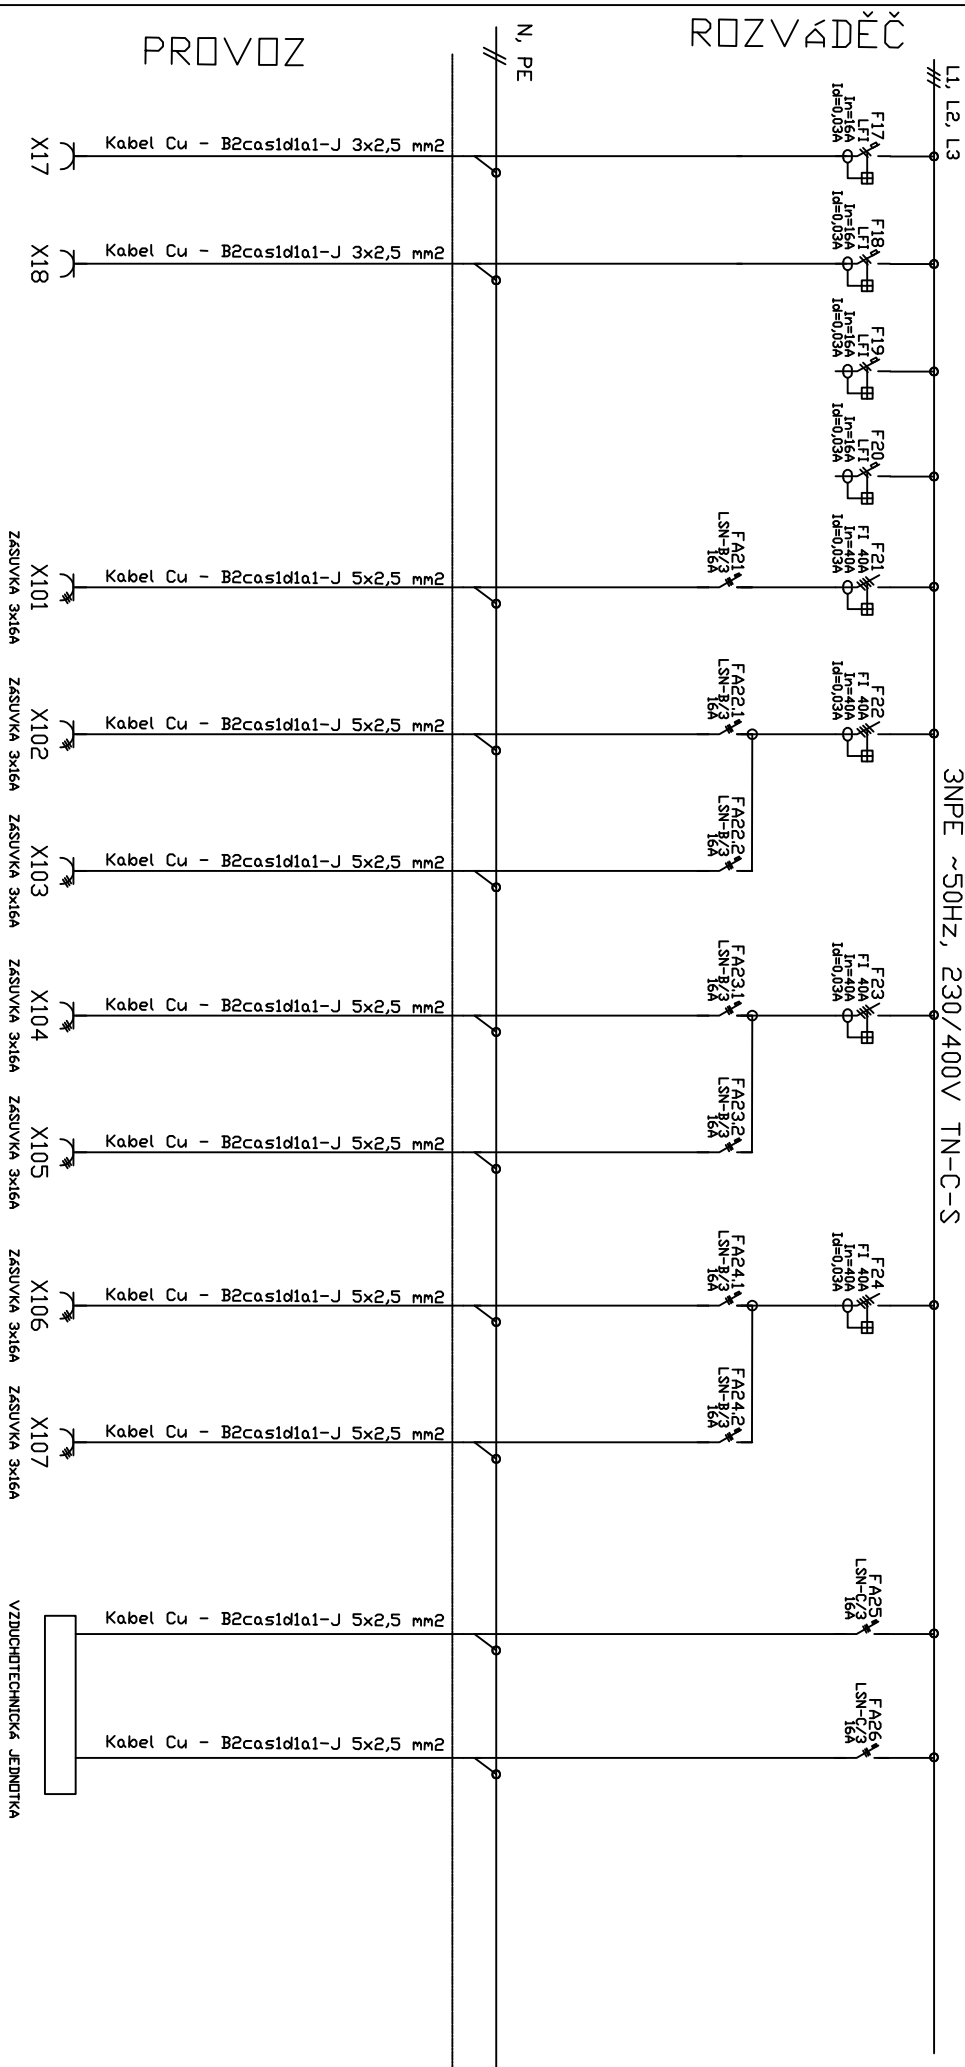 PROVOZ
ROZVÁDĚČ
N, PE
L1, L2, L3
3NPE ~50Hz, 230/400V TN-C-S
F17
LFI
In=16A
Id=0,03A
Kabel Cu - B2cas1d1a1-J 3x2,5 mm2
X17
F18
LFI
In=16A
Id=0,03A
Kabel Cu - B2cas1d1a1-J 3x2,5 mm2
X18
F19
LFI
In=16A
Id=0,03A
F20
LFI
In=16A
Id=0,03A
F21
FI 40A
In=40A
Id=0,03A
FA21
LSN-B/3
16A
Kabel Cu - B2cas1d1a1-J 5x2,5 mm2
X101
ZÁSUVKA 3x16A
F22
FI 40A
In=40A
Id=0,03A
FA22.1
LSN-B/3
16A
Kabel Cu - B2cas1d1a1-J 5x2,5 mm2
X102
ZÁSUVKA 3x16A
FA22.2
LSN-B/3
16A
Kabel Cu - B2cas1d1a1-J 5x2,5 mm2
X103
ZÁSUVKA 3x16A
F23
FI 40A
In=40A
Id=0,03A
FA23.1
LSN-B/3
16A
Kabel Cu - B2cas1d1a1-J 5x2,5 mm2
X104
ZÁSUVKA 3x16A
FA23.2
LSN-B/3
16A
Kabel Cu - B2cas1d1a1-J 5x2,5 mm2
X105
ZÁSUVKA 3x16A
F24
FI 40A
In=40A
Id=0,03A
FA24.1
LSN-B/3
16A
Kabel Cu - B2cas1d1a1-J 5x2,5 mm2
X106
ZÁSUVKA 3x16A
FA24.2
LSN-B/3
16A
Kabel Cu - B2cas1d1a1-J 5x2,5 mm2
X107
ZÁSUVKA 3x16A
FA25
LSN-C/3
16A
Kabel Cu - B2cas1d1a1-J 5x2,5 mm2
FA26
LSN-C/3
16A
Kabel Cu - B2cas1d1a1-J 5x2,5 mm2
VZDUCHOTECHNICKÁ JEDNOTKA